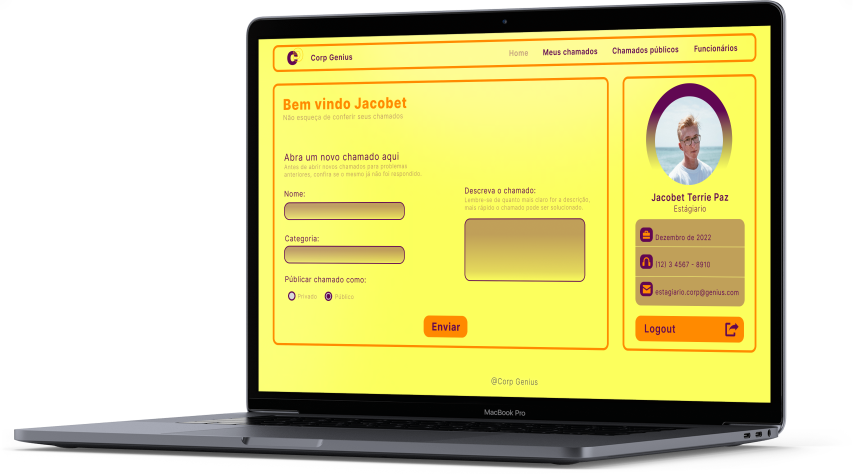 Corp Genius
Home
Meus chamados
Chamados públicos
Funcionários
Bem vindo Jacobet
Não esqueça de conferir seus chamados
Abra um novo chamado aqui
Antes de abrir novos chamados para problemas
anteriores, confira se o mesmo já não foi respondido.
Nome:
Categoria:
Públicar chamado como:
Privado
Público
Descreva o chamado:
Lembre-se de quanto mais claro for a descrição,
mais rápido o chamado pode ser solucionado.
Enviar
Jacobet Terrie Paz
Estágiario
Dezembro de 2022
(12) 3 4567 - 8910
estagiario.corp@genius.com
Logout
@Corp Genius
MacBook Pro